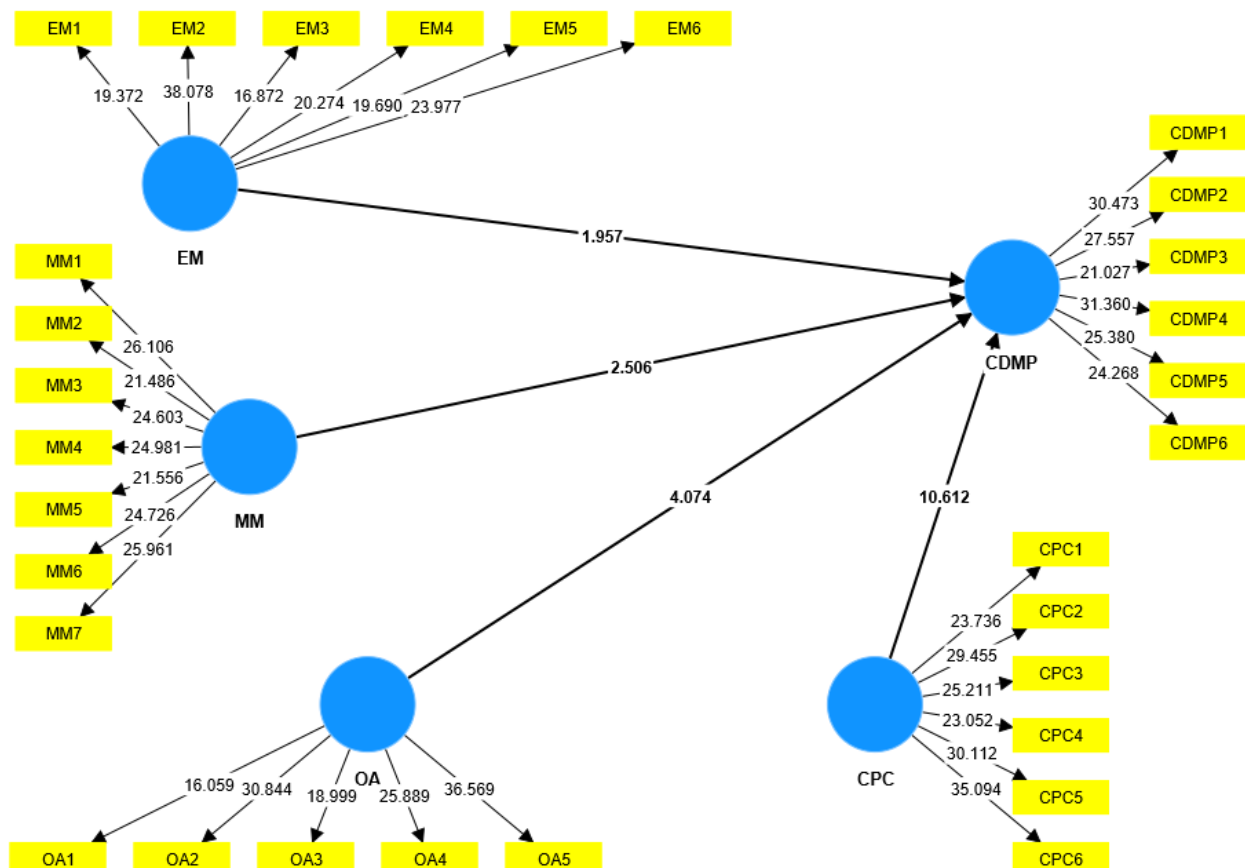 EM1
EM2
EM3
EM4
EM5
EM6
19.372
38.078
16.872
20.274
19.690
23.977
EM
1.957
CDMP1
CDMP2
CDMP3
CDMP4
CDMP5
CDMP6
30.473
27.557
21.027
31.360
25.380
24.268
CDMP
MM1
MM2
MM3
MM4
MM5
MM6
MM7
26.106
21.486
24.603
24.981
21.556
24.726
25.961
MM
2.506
4.074
10.612
OA
16.059
30.844
18.999
25.889
36.569
OA1
OA2
OA3
OA4
OA5
CPC
23.736
29.455
25.211
23.052
30.112
35.094
CPC1
CPC2
CPC3
CPC4
CPC5
CPC6